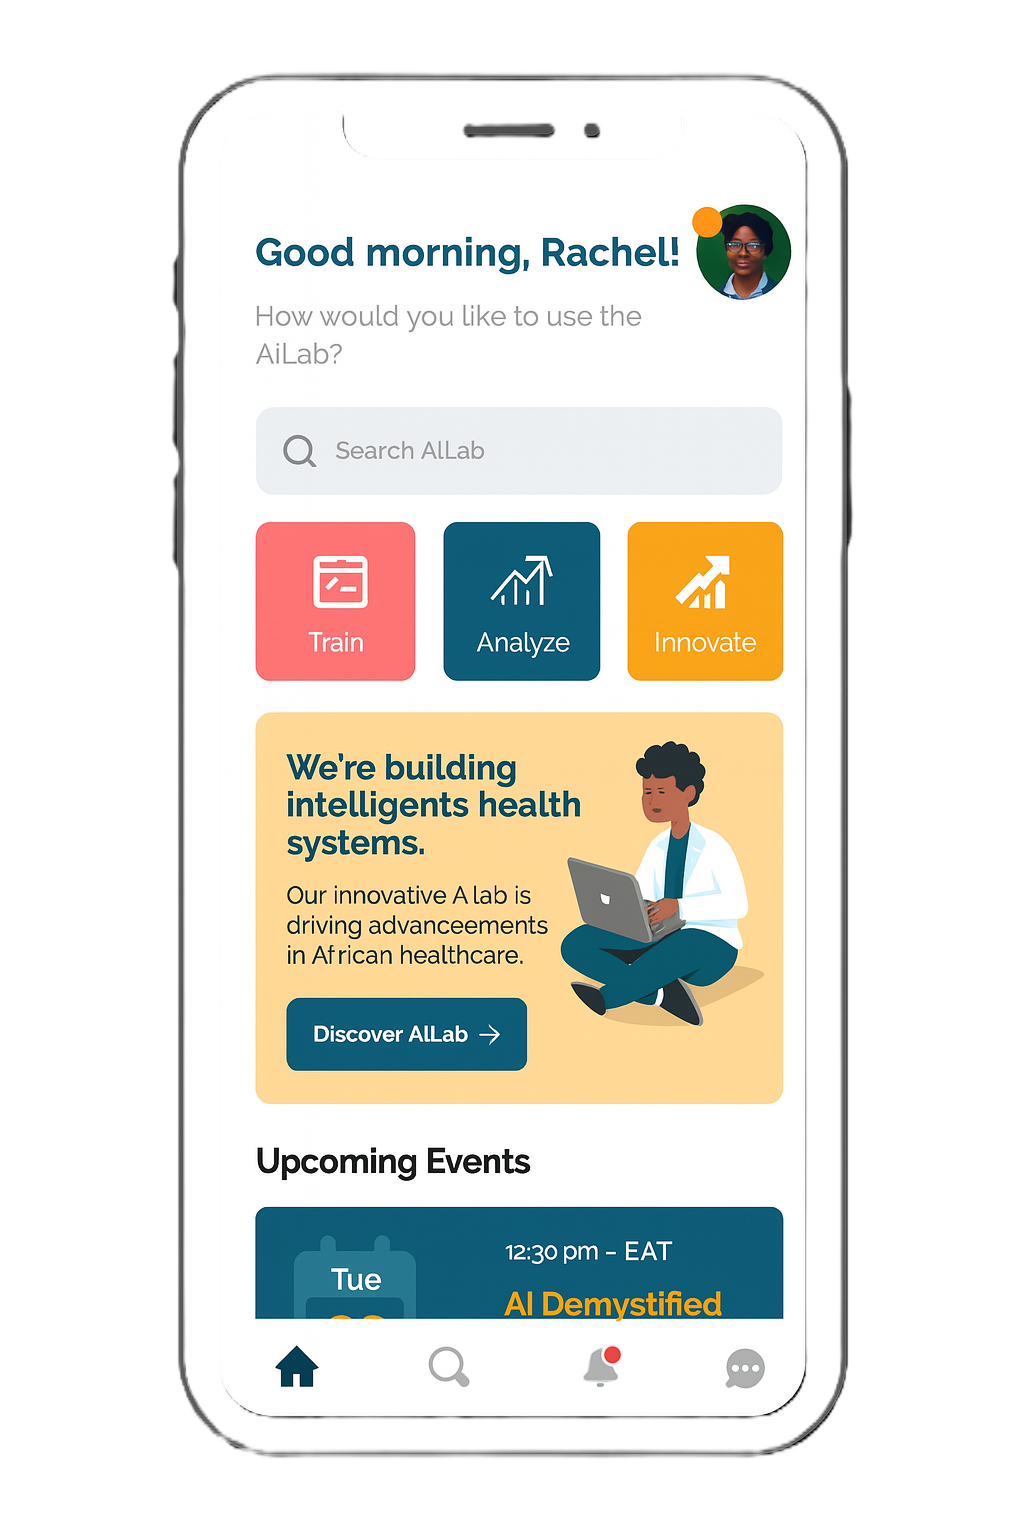 Good morning, Rachel!
How would you like to use the
AiLab?
Search AlLab
Train
Analyze
Innovate
We're building
intelligents health
systems.
Our innovative A lab is
driving advanceements
in African healthcare.
Discover AlLab →
Upcoming Events
12:30 pm – EAT
Tue
AI Demystified